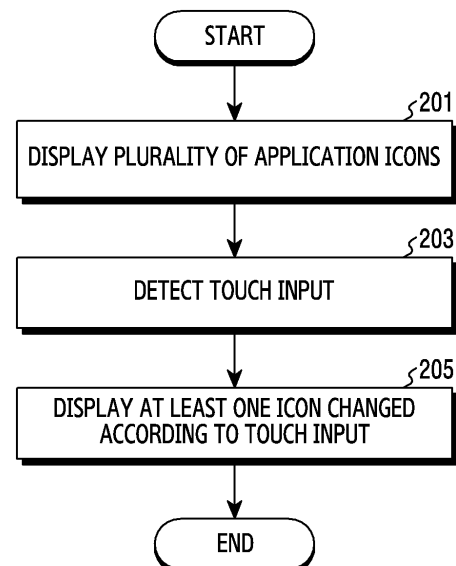 START
201
DISPLAY PLURALITY OF APPLICATION ICONS
203
DETECT TOUCH INPUT
205
DISPLAY AT LEAST ONE ICON CHANGED
ACCORDING TO TOUCH INPUT
END